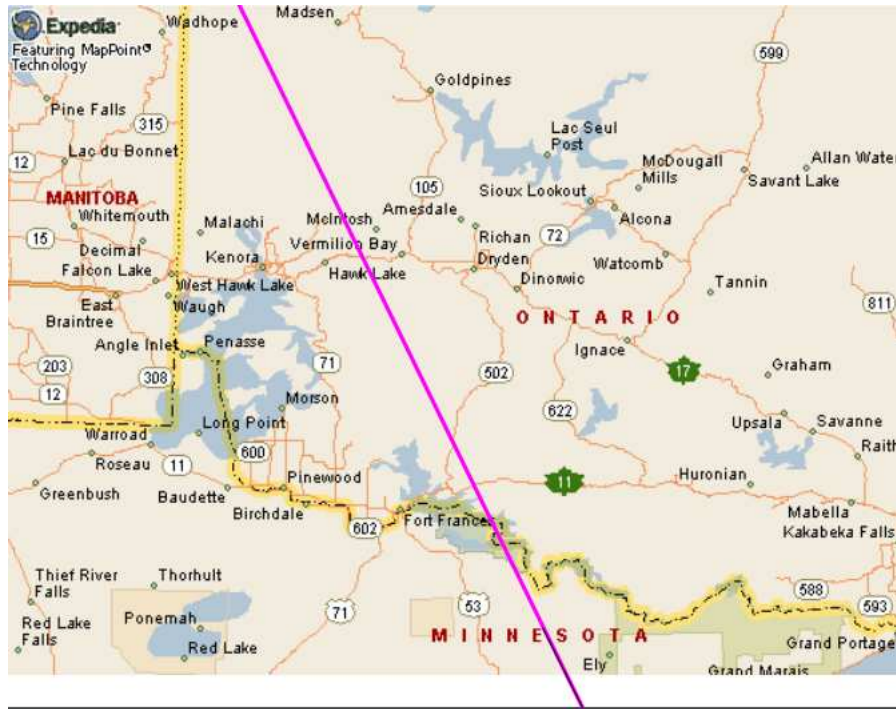 Expedia
Featuring MapPoint®
Technology
Wadhope
Madsen
599
Goldpines
Pine Falls
315
Lac Seul
Post
12
Lac du Bonnet
McDougall
Mills
Allan Water
MANITOBA
105
Sioux Lookout
Savant Lake
Whitemouth
Malachi
McIntosh
Amesdale
Alcona
15
Decimal
Vermilion Bay
Richan
72
Kenora
Watcomb
Falcon Lake
Hawk Lake
Dryden
West Hawk Lake
Dinorwic
Tannin
East
Braintree
Waugh
811
ONTARIO
Angle Inlet
Penasse
Ignace
203
71
502
17
Graham
308
12
Morson
622
Upsala
Savanne
Long Point
Warroad
Raith
Roseau
11
600
11
Huronian
Greenbush
Baudette
Pinewood
Mabella
Birchdale
602
Fort Frances
Kakabeka Falls
Thief River
Falls
Thorhult
588
593
71
53
Ponemah
Red Lake
Falls
MINNESOTA
Grand Portage
Red Lake
Ely
Grand Marais